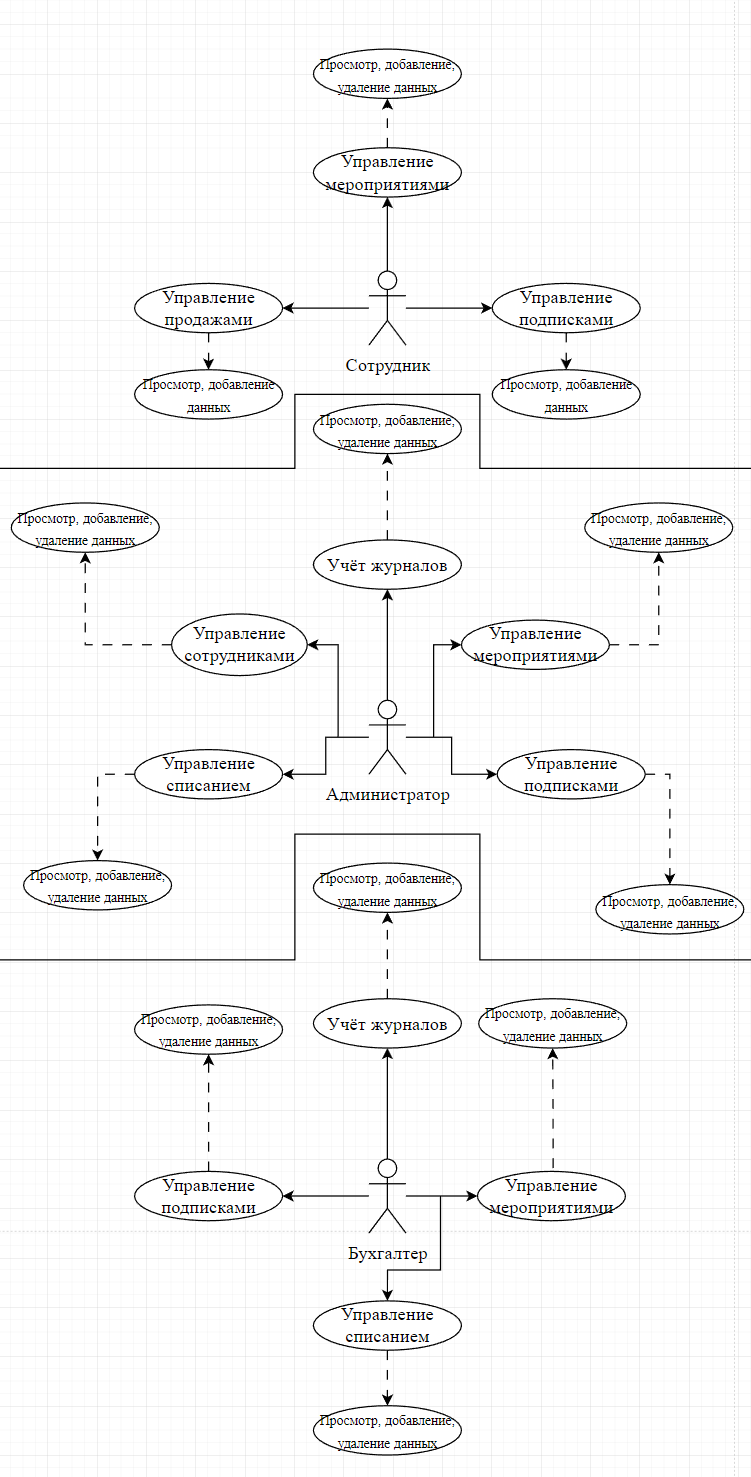 Просмотр, добавление,
удаление данных
Управление
мероприятиями
Управление
продажами
Управление
подписками
Сотрудник
Просмотр, добавление
данных
Просмотр, добавление
данных
Просмотр, добавление,
удаление данных
Просмотр, добавление,
удаление данных
Просмотр, добавление,
удаление данных
Учёт журналов
Управление
сотрудниками
Управление
мероприятиями
Управление
списанием
Управление
подписками
Администратор
Просмотр, добавление,
удаление данных
Просмотр, добавление,
удаление данных
Просмотр, добавление,
удаление данных
Просмотр, добавление,
удаление данных
Учёт журналов
Просмотр, добавление,
удаление данных
Управление
подписками
Управление
мероприятиями
Бухгалтер
Управление
списанием
Просмотр, добавление,
удаление данных